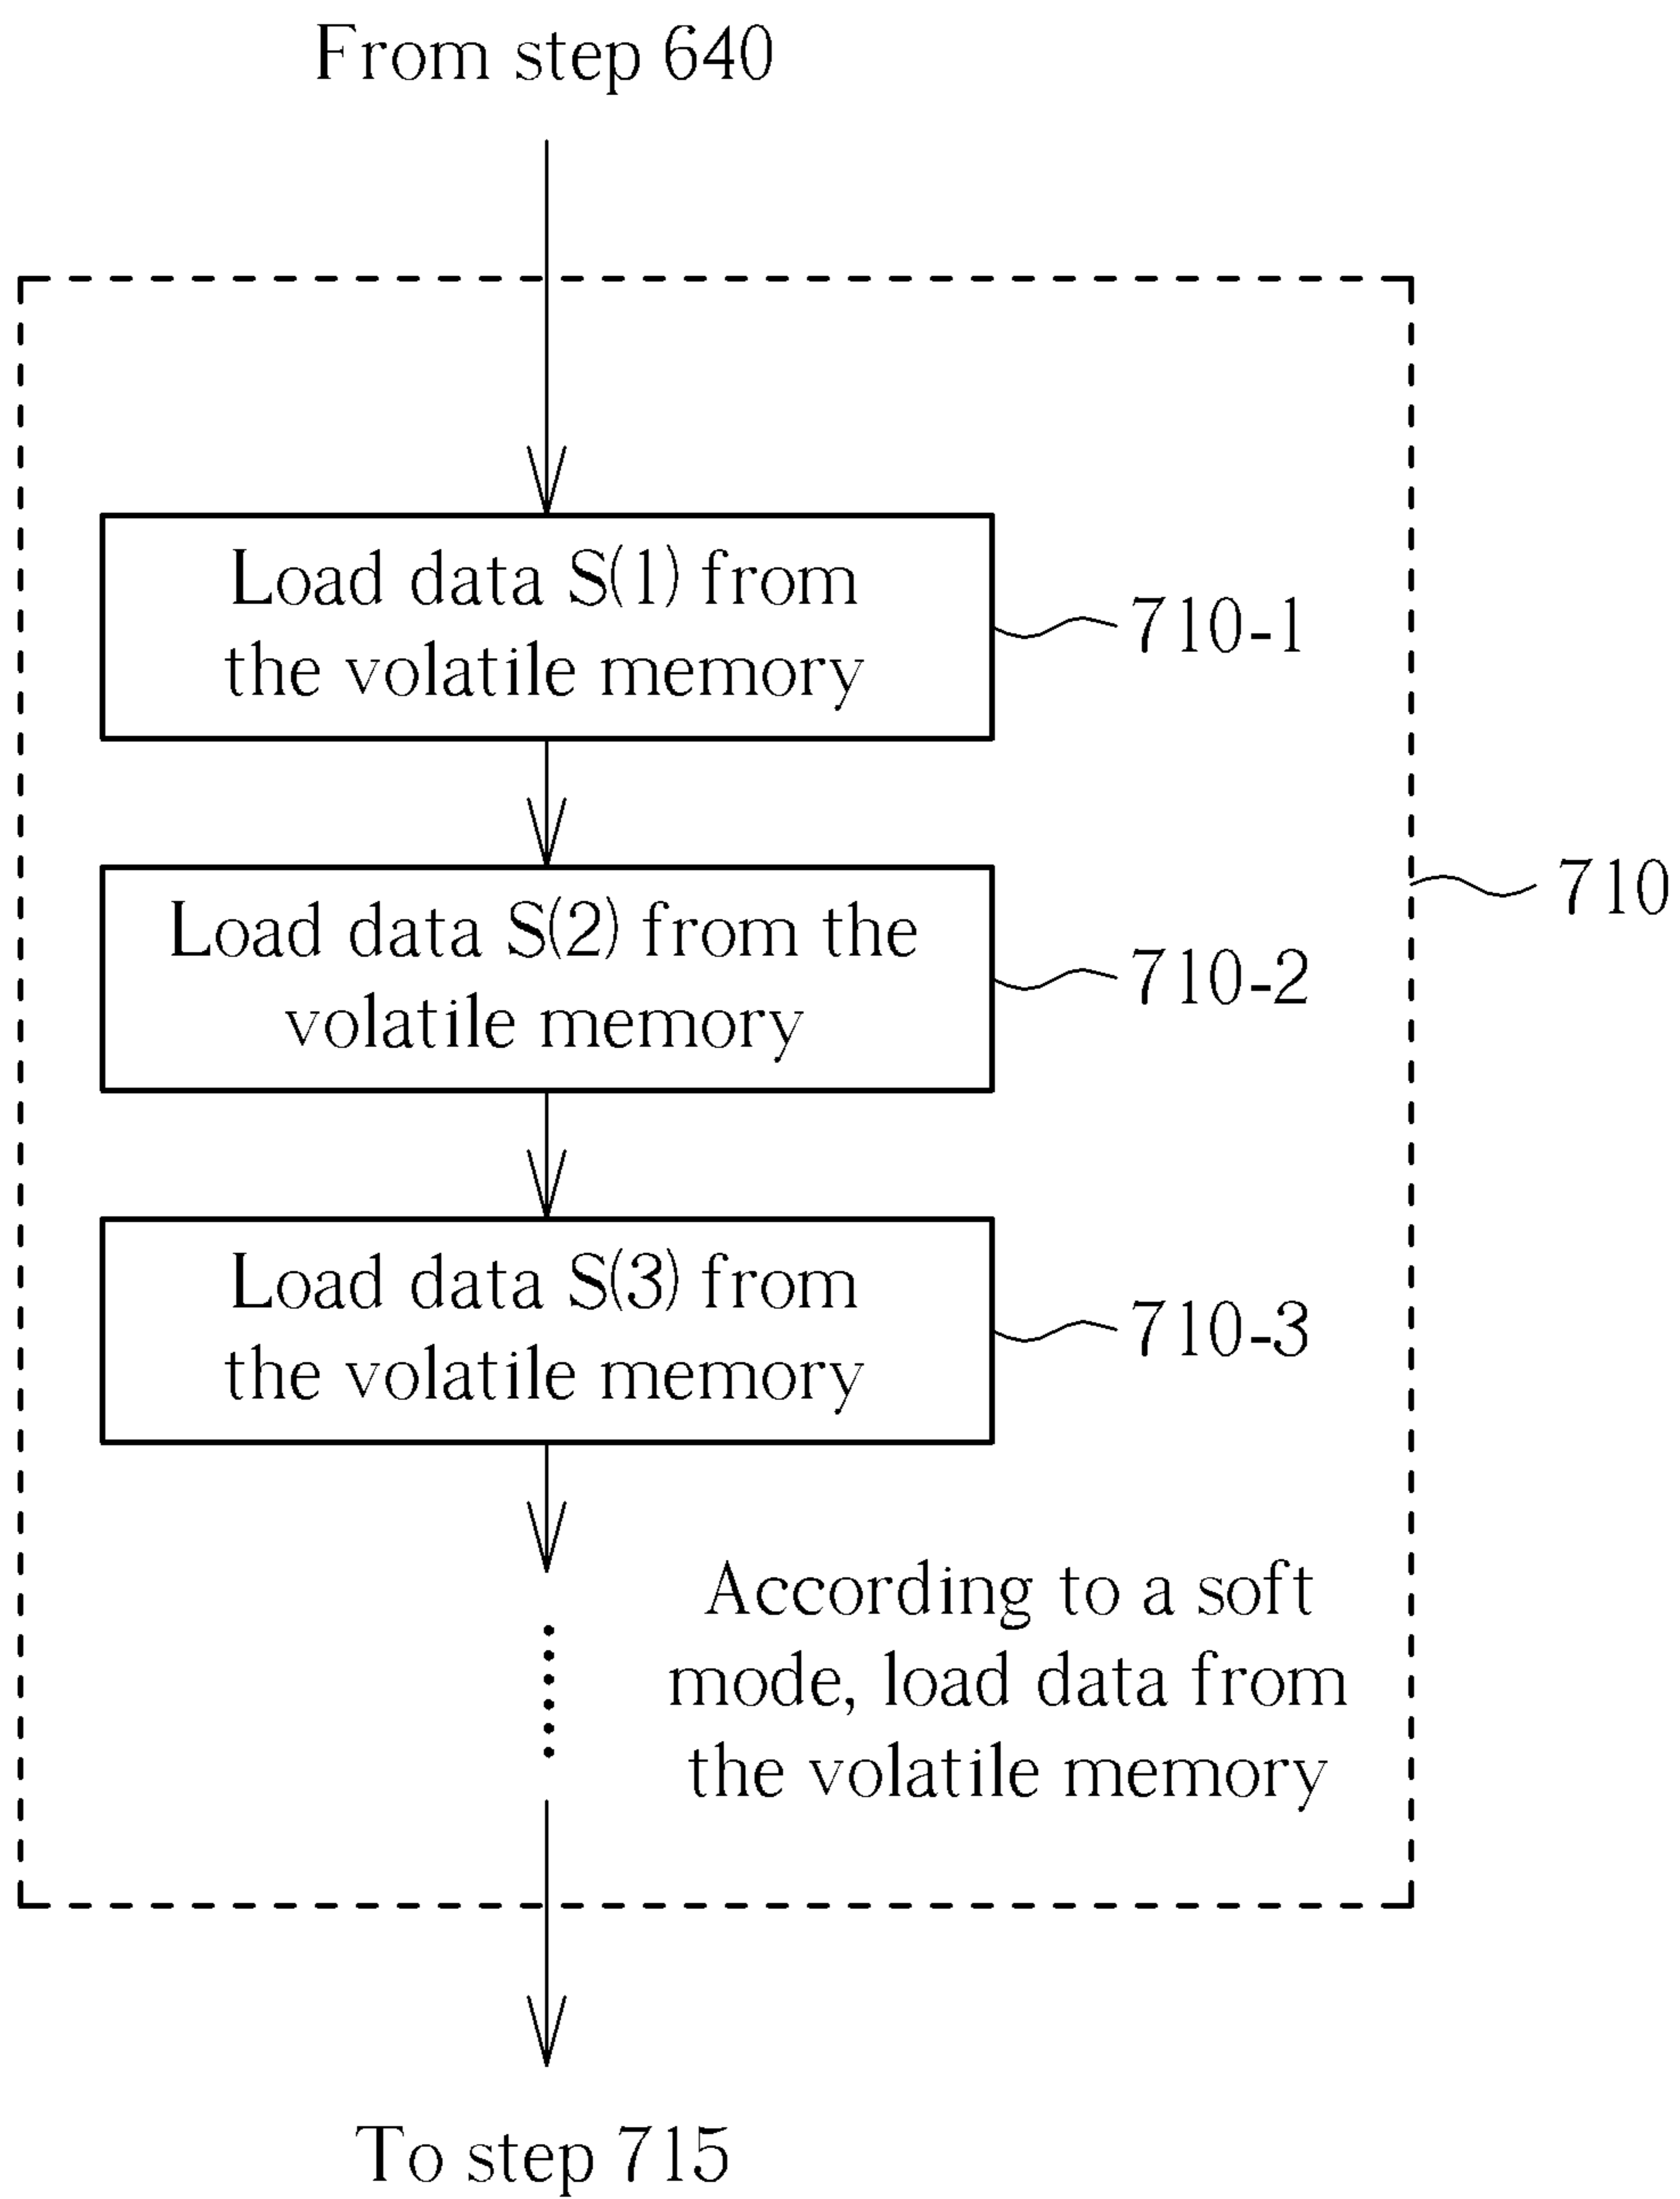 From step 640
Load data S(1) from
the volatile memory
710-1
710
Load data S(2) from the
volatile memory
710-2
Load data S(3) from
the volatile memory
710-3
According to a soft
mode, load data from
the volatile memory
To step 715